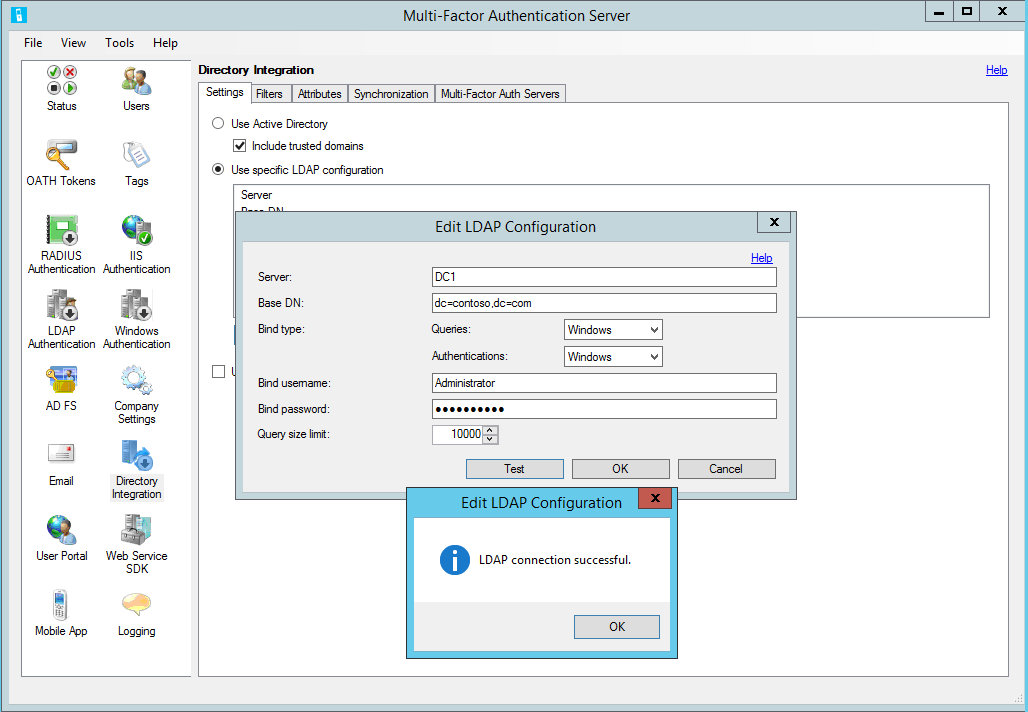 Multi-Factor Authentication Server
File View Tools Help
Status
Users
OATH Tokens
Tags
RADIUS
Authentication
IIS
Authentication
LDAP
Authentication
Windows
Authentication
AD FS
Company
Settings
Email
Directory
Integration
User Portal
Web Service
SDK
Mobile App
Logging
Directory Integration
Help
Settings Filters Attributes Synchronization Multi-Factor Auth Servers
Use Active Directory
Include trusted domains
Use specific LDAP configuration
Server
Base DN
Edit LDAP Configuration
Help
Server: DC1
Base DN: dc=contoso,dc=com
Bind type: Queries: Windows
Authentications: Windows
Bind username: Administrator
Bind password: ●●●●●●●●●●
Query size limit: 10000
Test OK Cancel
Edit LDAP Configuration
LDAP connection successful.
OK